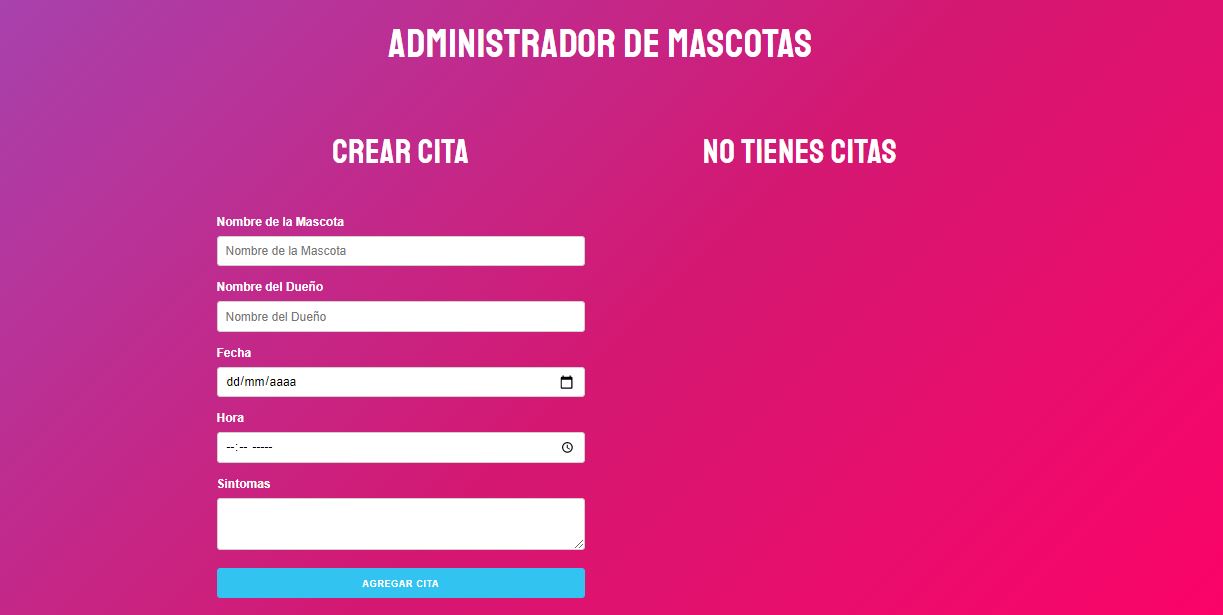 ADMINISTRADOR DE MASCOTAS
CREAR CITA
Nombre de la Mascota
Nombre de la Mascota
Nombre del Dueño
Nombre del Dueño
Fecha
dd/mm/aaaa
Hora
--:-- -----
Sintomas
AGREGAR CITA
NO TIENES CITAS